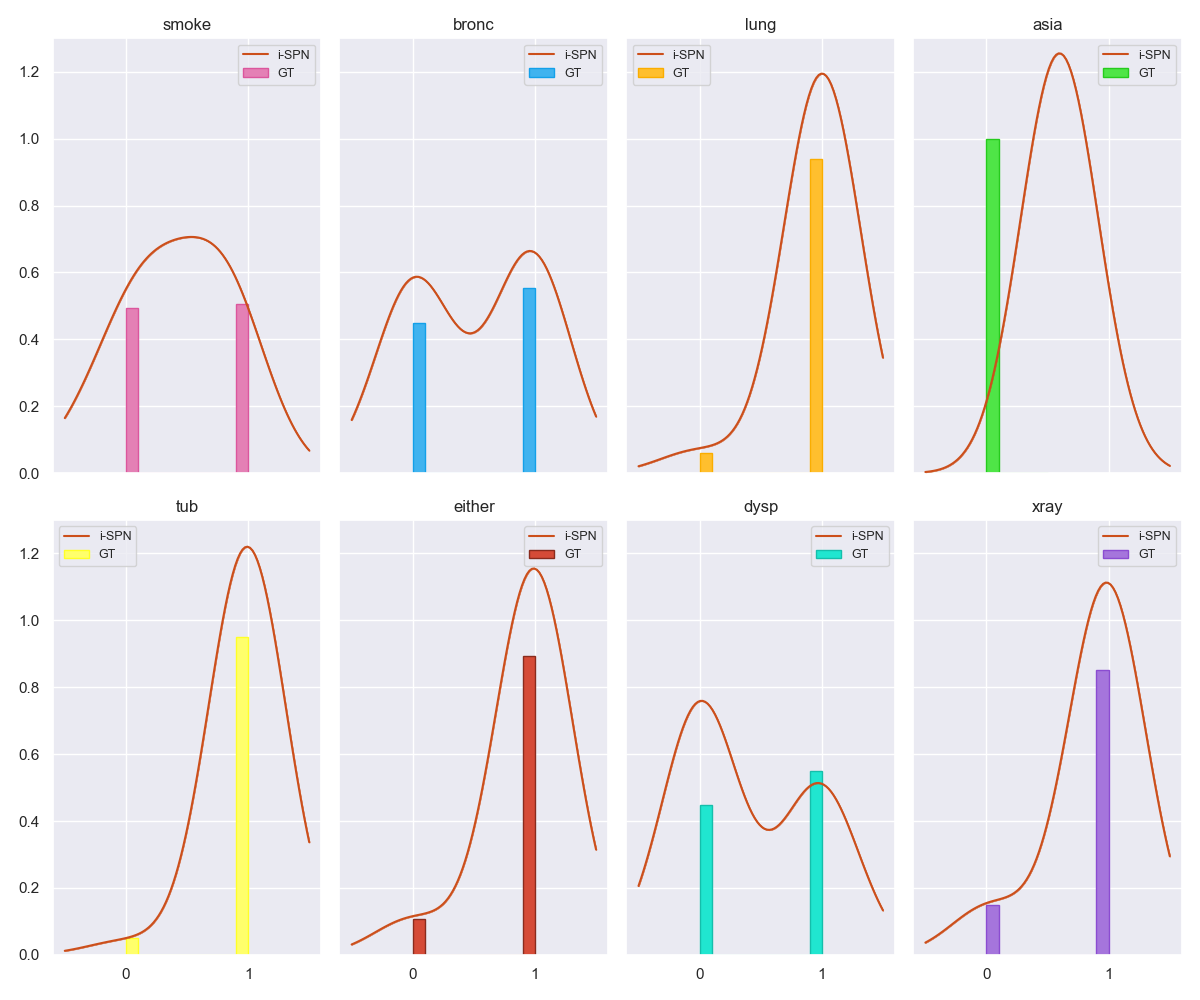 smoke
bronc
lung
asia
i-SPN
GT
i-SPN
GT
i-SPN
GT
i-SPN
GT
1.2
1.0
0.8
0.6
0.4
0.2
0.0
tub
either
dysp
xray
i-SPN
GT
i-SPN
GT
i-SPN
GT
i-SPN
GT
1.2
1.0
0.8
0.6
0.4
0.2
0.0
0 1
0 1
0 1
0 1